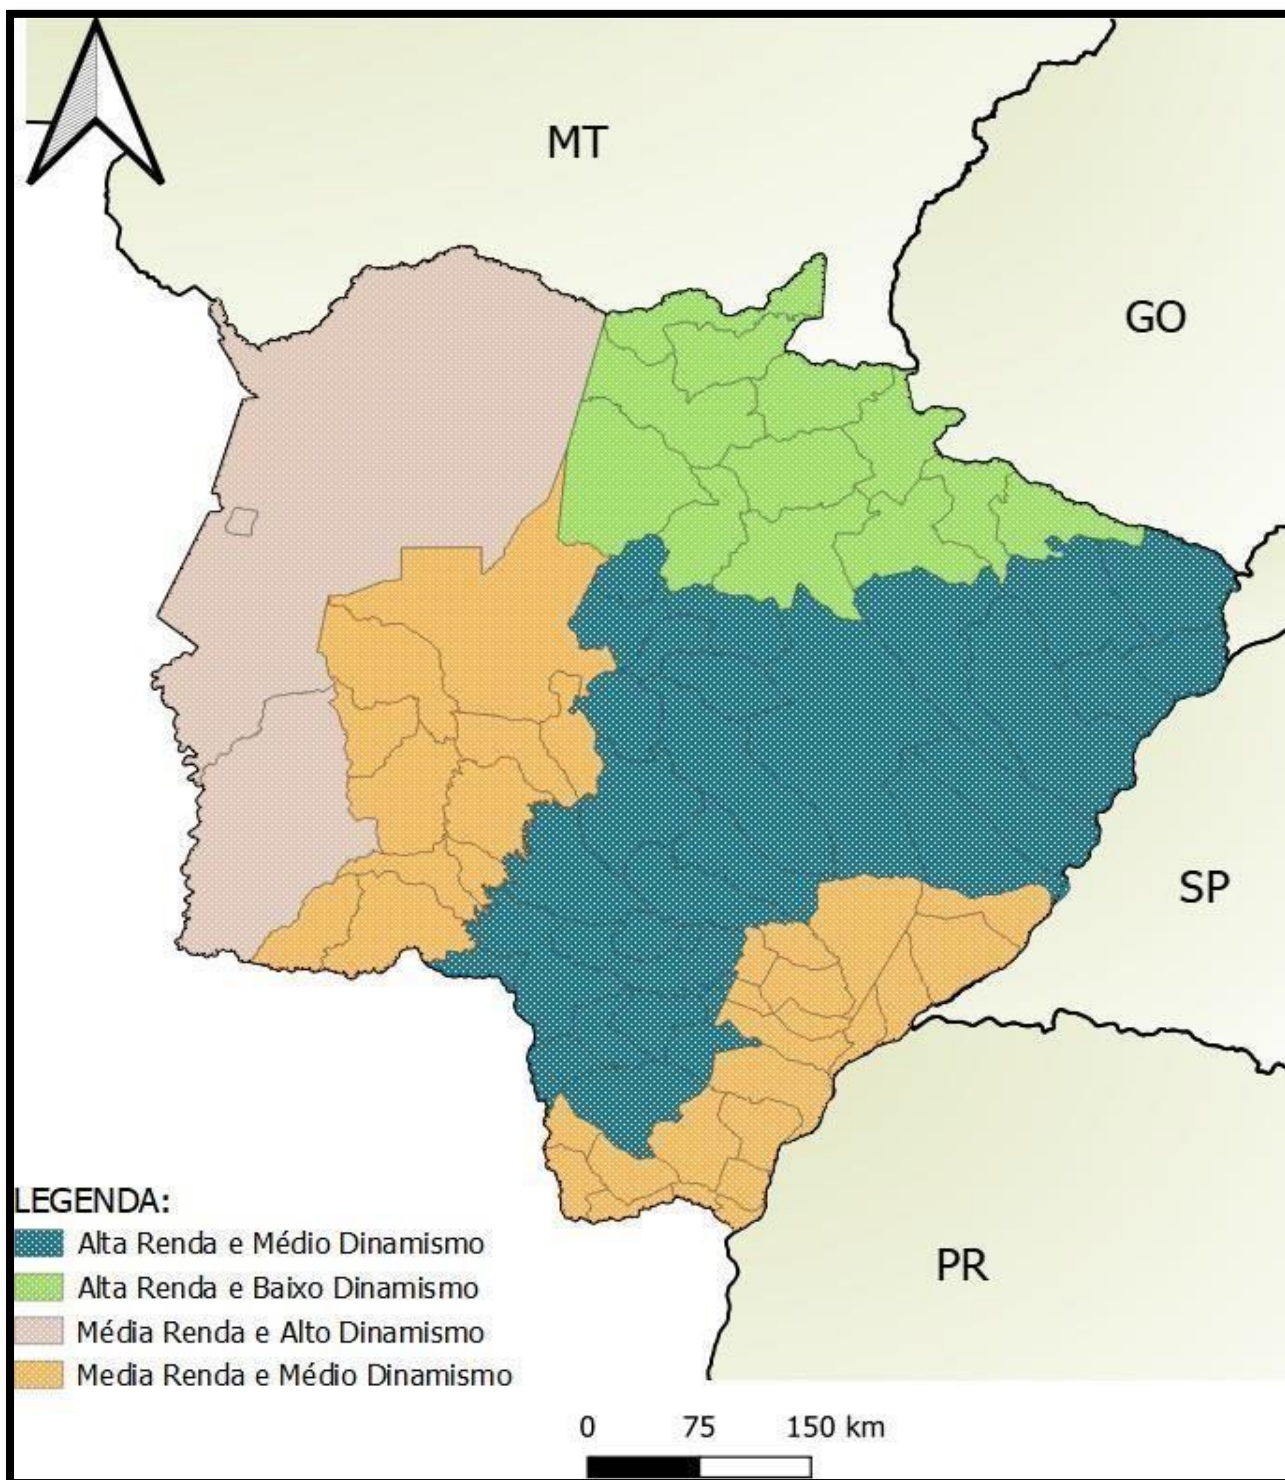 MT
GO
SP
PR
LEGENDA:
Alta Renda e Médio Dinamismo
Alta Renda e Baixo Dinamismo
Média Renda e Alto Dinamismo
Media Renda e Médio Dinamismo
0 75 150 km